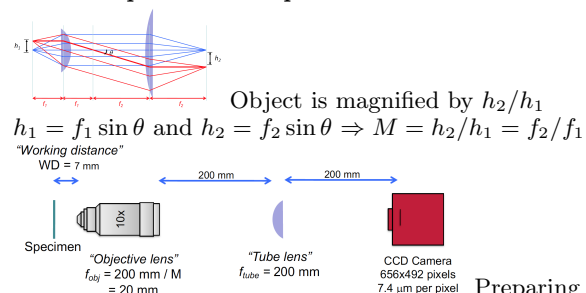 h₁
θ
h₂
f₁ f₁ f₂ f₂
Object is magnified by h₂/h₁
h₁ = f₁ sin θ and h₂ = f₂ sin θ ⇒ M = h₂/h₁ = f₂/f₁
“Working distance”
WD = 7 mm
200 mm 200 mm
10x
Specimen
“Objective lens” “Tube lens” CCD Camera
f_obj = 200 mm / M f_tube = 200 mm 656x492 pixels
= 20 mm 7.4 µm per pixel
Preparing